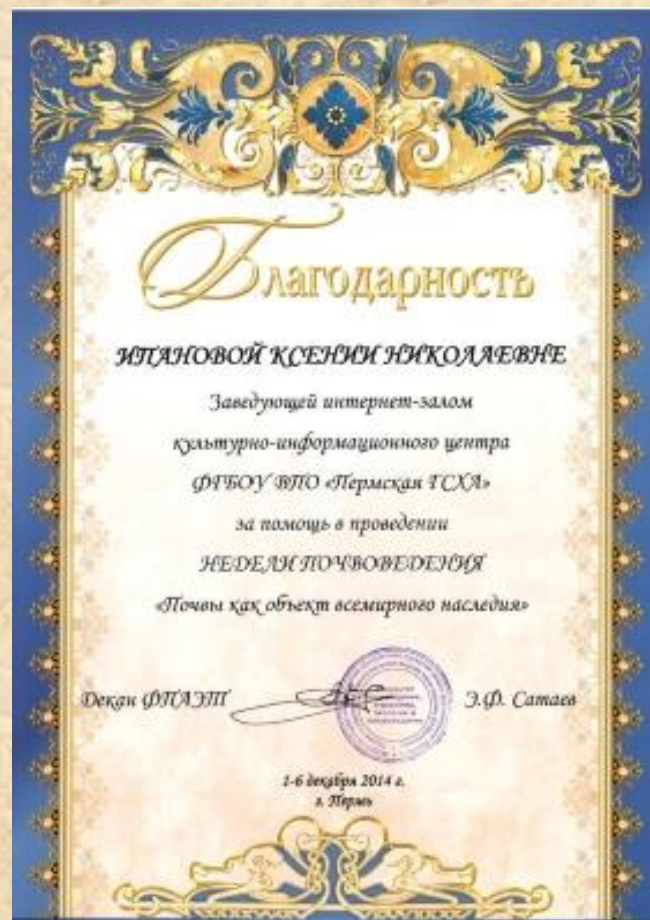 Благодарность
ИПАНОВОЙ КСЕНИИ НИКОЛАЕВНЕ
Заведующей интернет-залом
культурно-информационного центра
ФГБОУ ВПО «Пермская ГСХА»
за помощь в проведении
НЕДЕЛИ ПОЧВОВЕДЕНИЯ
«Почвы как объект всемирного наследия»
Декан ФПАЭТ Э.Ф. Сатаев
1-6 декабря 2014 г.
г. Пермь